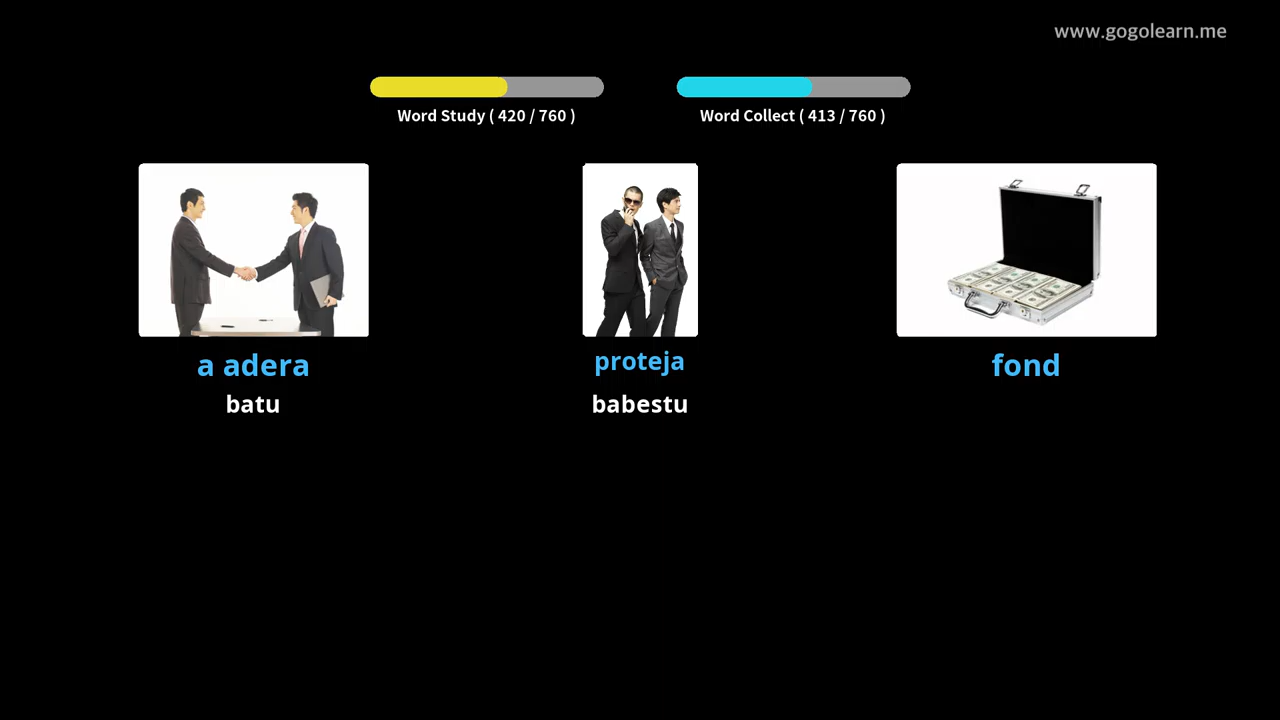 www.gogolearn.me
Word Study ( 420 / 760 )
Word Collect ( 413 / 760 )
a adera
proteja
fond
batu
babestu